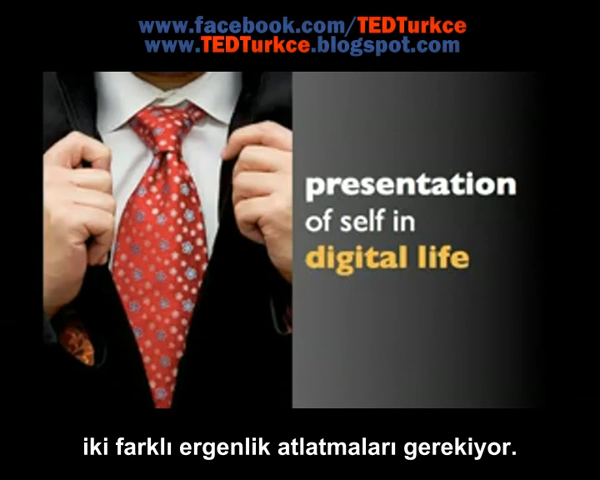 www.facebook.com/TEDTurkce
www.TEDTurkce.blogspot.com
presentation
of self in
digital life
iki farklı ergenlik atlatmaları gerekiyor.